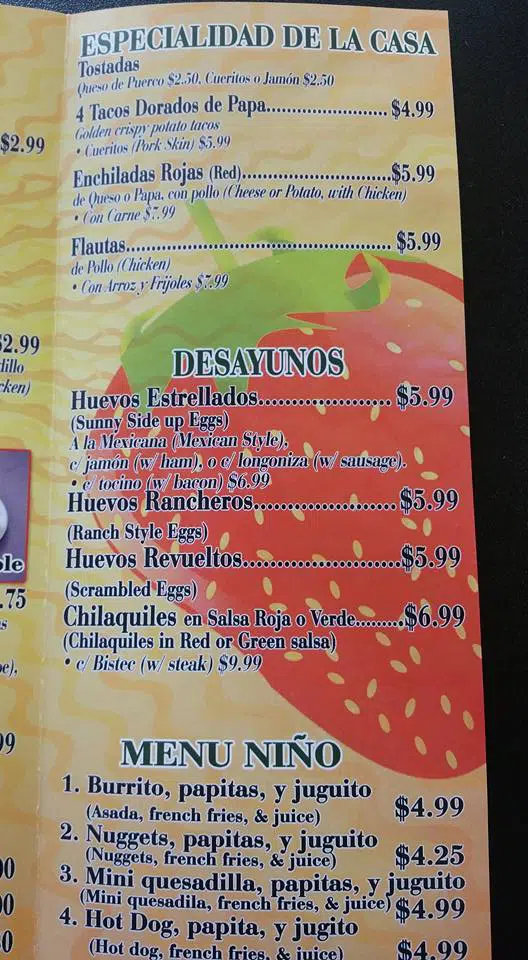 ESPECIALIDAD DE LA CASA
Tostadas
Queso de Puerco $2.50, Cueritos o Jamón $2.50
4 Tacos Dorados de Papa..................... $4.99
Golden crispy potato tacos
• Cueritos (Pork Skin) $5.99
Enchiladas Rojas (Red)..........................$5.99
de Queso o Papa, con pollo (Cheese or Potato, with Chicken)
• Con Carne $7.99
Flautas.............................................. $5.99
de Pollo (Chicken)
• Con Arroz y Frijoles $7.99
DESAYUNOS
Huevos Estrellados..................... $5.99
(Sunny Side up Eggs)
A la Mexicana (Mexican Style),
c/ jamón (w/ ham), o c/ longoniza (w/ sausage).
• c/ tocino (w/ bacon) $6.99
Huevos Rancheros.....................$5.99
(Ranch Style Eggs)
Huevos Revueltos.......................$5.99
(Scrambled Eggs)
Chilaquiles en Salsa Roja o Verde........$6.99
(Chilaquiles in Red or Green salsa)
• c/ Bistec (w/ steak) $9.99
MENU NIÑO
1. Burrito, papitas, y juguito
(Asada, french fries, & juice) $4.99
2. Nuggets, papitas, y juguito
(Nuggets, french fries, & juice) $4.25
3. Mini quesadilla, papitas, y juguito
(Mini quesadila, french fries, & juice) $4.99
4. Hot Dog, papita, y jugito
(Hot dog, french fries, & juice) $4.99
$2.99